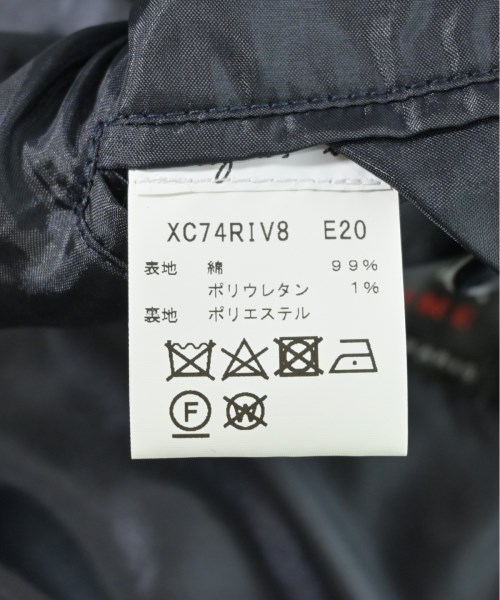 XC74RIV8 E20
表地 綿 99%
ポリウレタン 1%
裏地 ポリエステル
F W